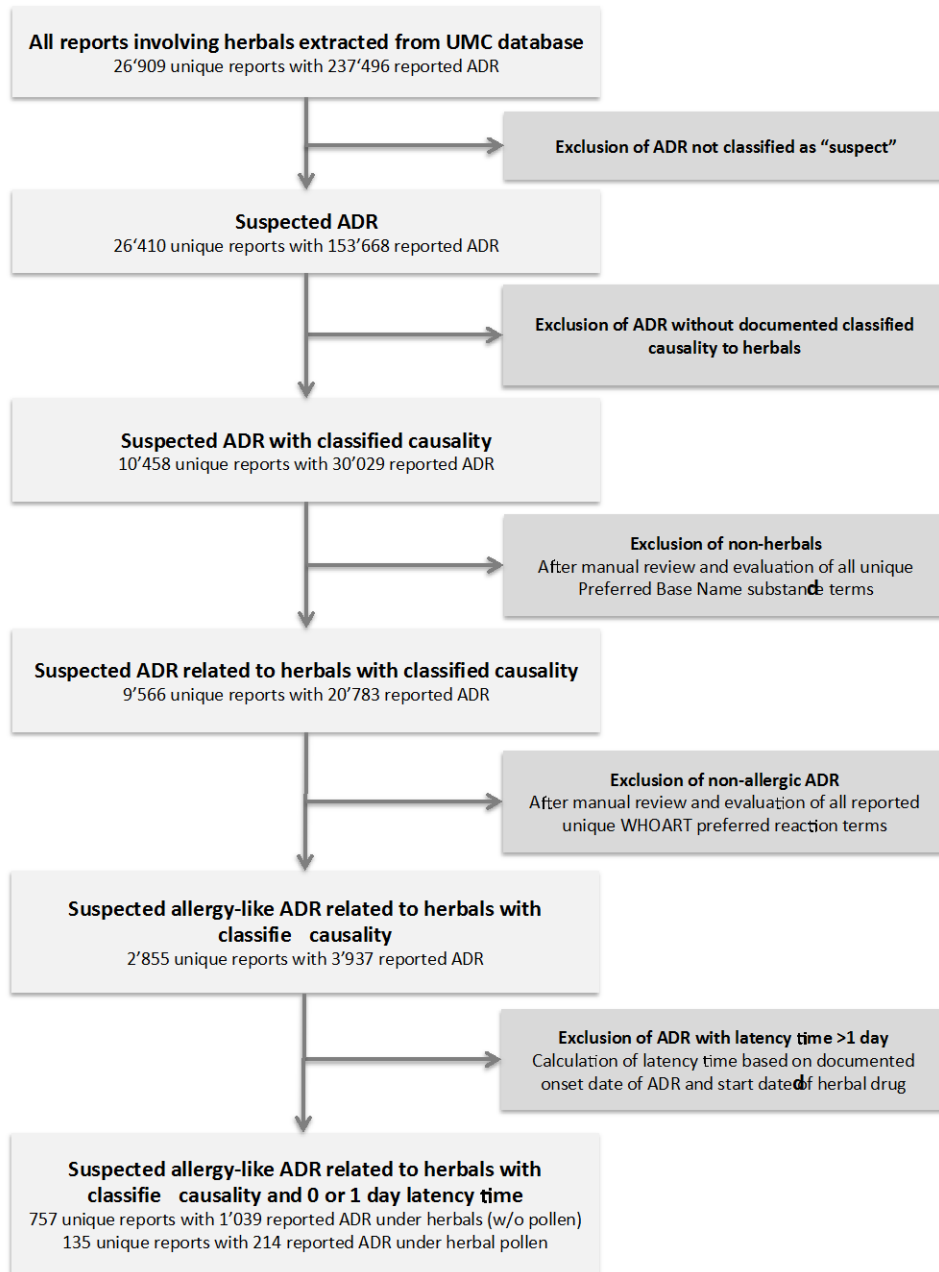 All reports involving herbals extracted from UMC database
26‘909 unique reports with 237‘496 reported ADR
Exclusion of ADR not classified as “suspect”
Suspected ADR
26‘410 unique reports with 153’668 reported ADR
Exclusion of ADR without documented classified
causality to herbals
Suspected ADR with classified causality
10’458 unique reports with 30’029 reported ADR
Exclusion of non-herbals
After manual review and evaluation of all unique
Preferred Base Name substande terms
Suspected ADR related to herbals with classified causality
9’566 unique reports with 20’783 reported ADR
Exclusion of non-allergic ADR
After manual review and evaluation of all reported
unique WHOART preferred reaction terms
Suspected allergy-like ADR related to herbals with
classifie causality
2’855 unique reports with 3’937 reported ADR
Exclusion of ADR with latency time >1 day
Calculation of latency time based on documented
onset date of ADR and start date dof herbal drug
Suspected allergy-like ADR related to herbals with
classifie causality and 0 or 1 day latency time
757 unique reports with 1’039 reported ADR under herbals (w/o pollen)
135 unique reports with 214 reported ADR under herbal pollen